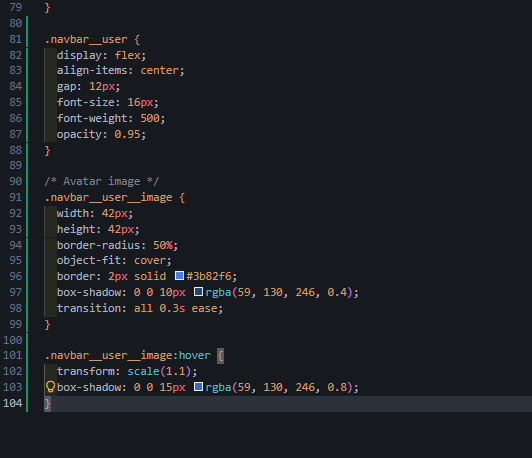 79 }
80
81 .navbar__user {
82 display: flex;
83 align-items: center;
84 gap: 12px;
85 font-size: 16px;
86 font-weight: 500;
87 opacity: 0.95;
88 }
89
90 /* Avatar image */
91 .navbar__user__image {
92 width: 42px;
93 height: 42px;
94 border-radius: 50%;
95 object-fit: cover;
96 border: 2px solid #3b82f6;
97 box-shadow: 0 0 10px rgba(59, 130, 246, 0.4);
98 transition: all 0.3s ease;
99 }
100
101 .navbar__user__image:hover {
102 transform: scale(1.1);
103 box-shadow: 0 0 15px rgba(59, 130, 246, 0.8);
104 }